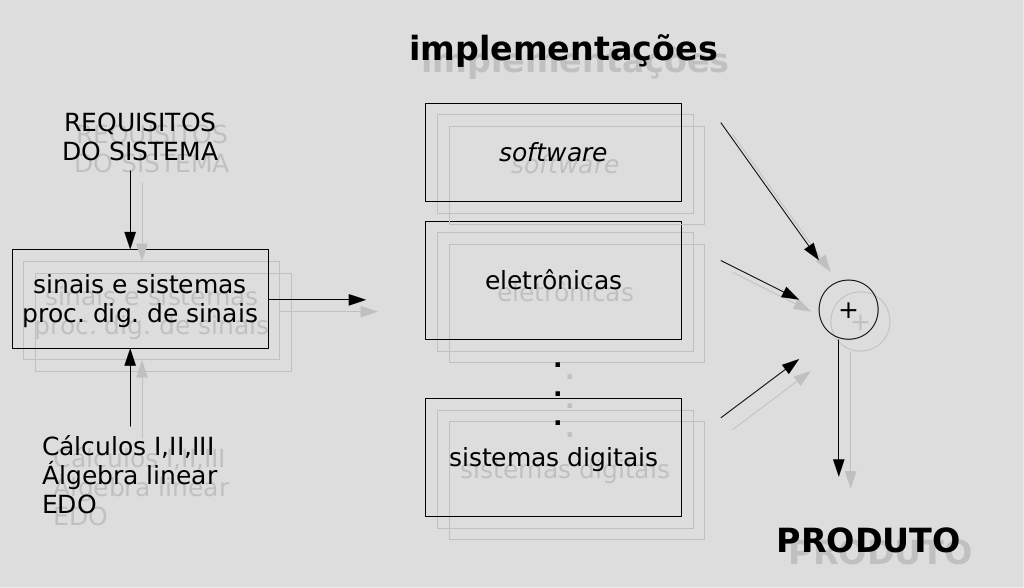 implementações
REQUISITOS
DO SISTEMA
software
sinais e sistemas
proc. dig. de sinais
eletrônicas
+
Cálculos I,II,III
Álgebra linear
EDO
sistemas digitais
PRODUTO